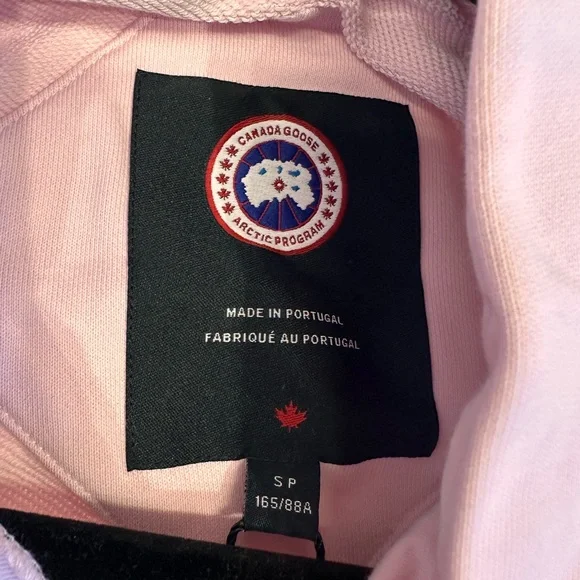 CANADA GOOSE
ARCTIC PROGRAM
MADE IN PORTUGAL
FABRIQUÉ AU PORTUGAL
S P
165/88A